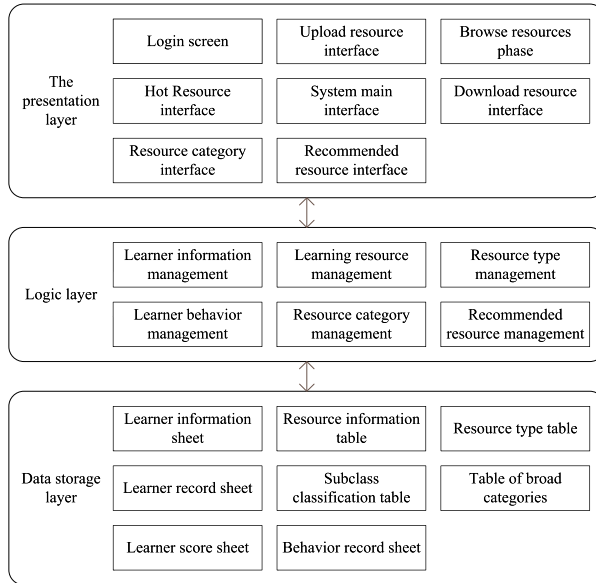 The
presentation
layer
Login screen
Upload resource
interface
Browse resources
phase
Hot Resource
interface
System main
interface
Download resource
interface
Resource category
interface
Recommended
resource interface
Logic layer
Learner information
management
Learning resource
management
Resource type
management
Learner behavior
management
Resource category
management
Recommended
resource management
Data storage
layer
Learner information
sheet
Resource information
table
Resource type table
Learner record sheet
Subclass
classification table
Table of broad
categories
Learner score sheet
Behavior record sheet